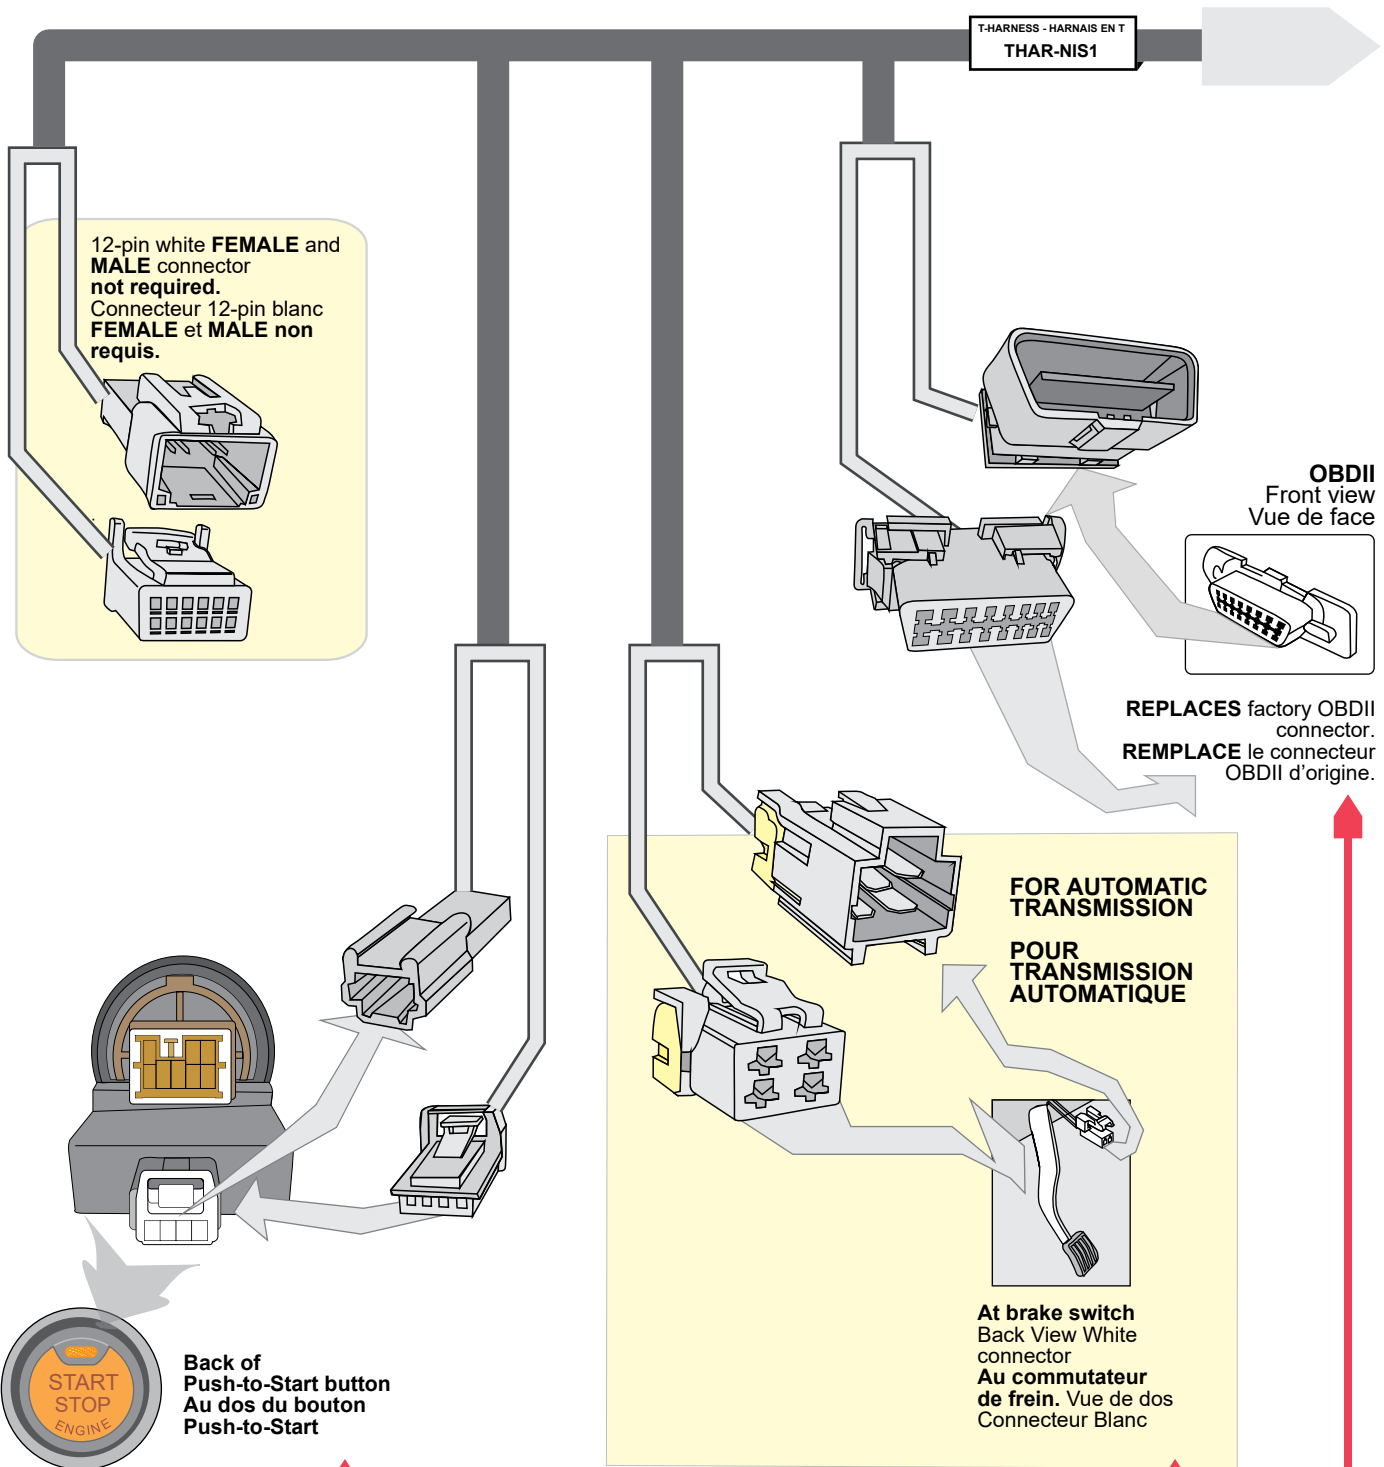 T-HARNESS - HARNAIS EN T
THAR-NIS1
12-pin white FEMALE and
MALE connector
not required.
Connecteur 12-pin blanc
FEMALE et MALE non
requis.
OBDII
Front view
Vue de face
REPLACES factory OBDII
connector.
REMPLACE le connecteur
OBDII d'origine.
FOR AUTOMATIC
TRANSMISSION
POUR
TRANSMISSION
AUTOMATIQUE
At brake switch
Back View White
connector
Au commutateur
de frein. Vue de dos
Connecteur Blanc
START
STOP
ENGINE
Back of
Push-to-Start button
Au dos du bouton
Push-to-Start